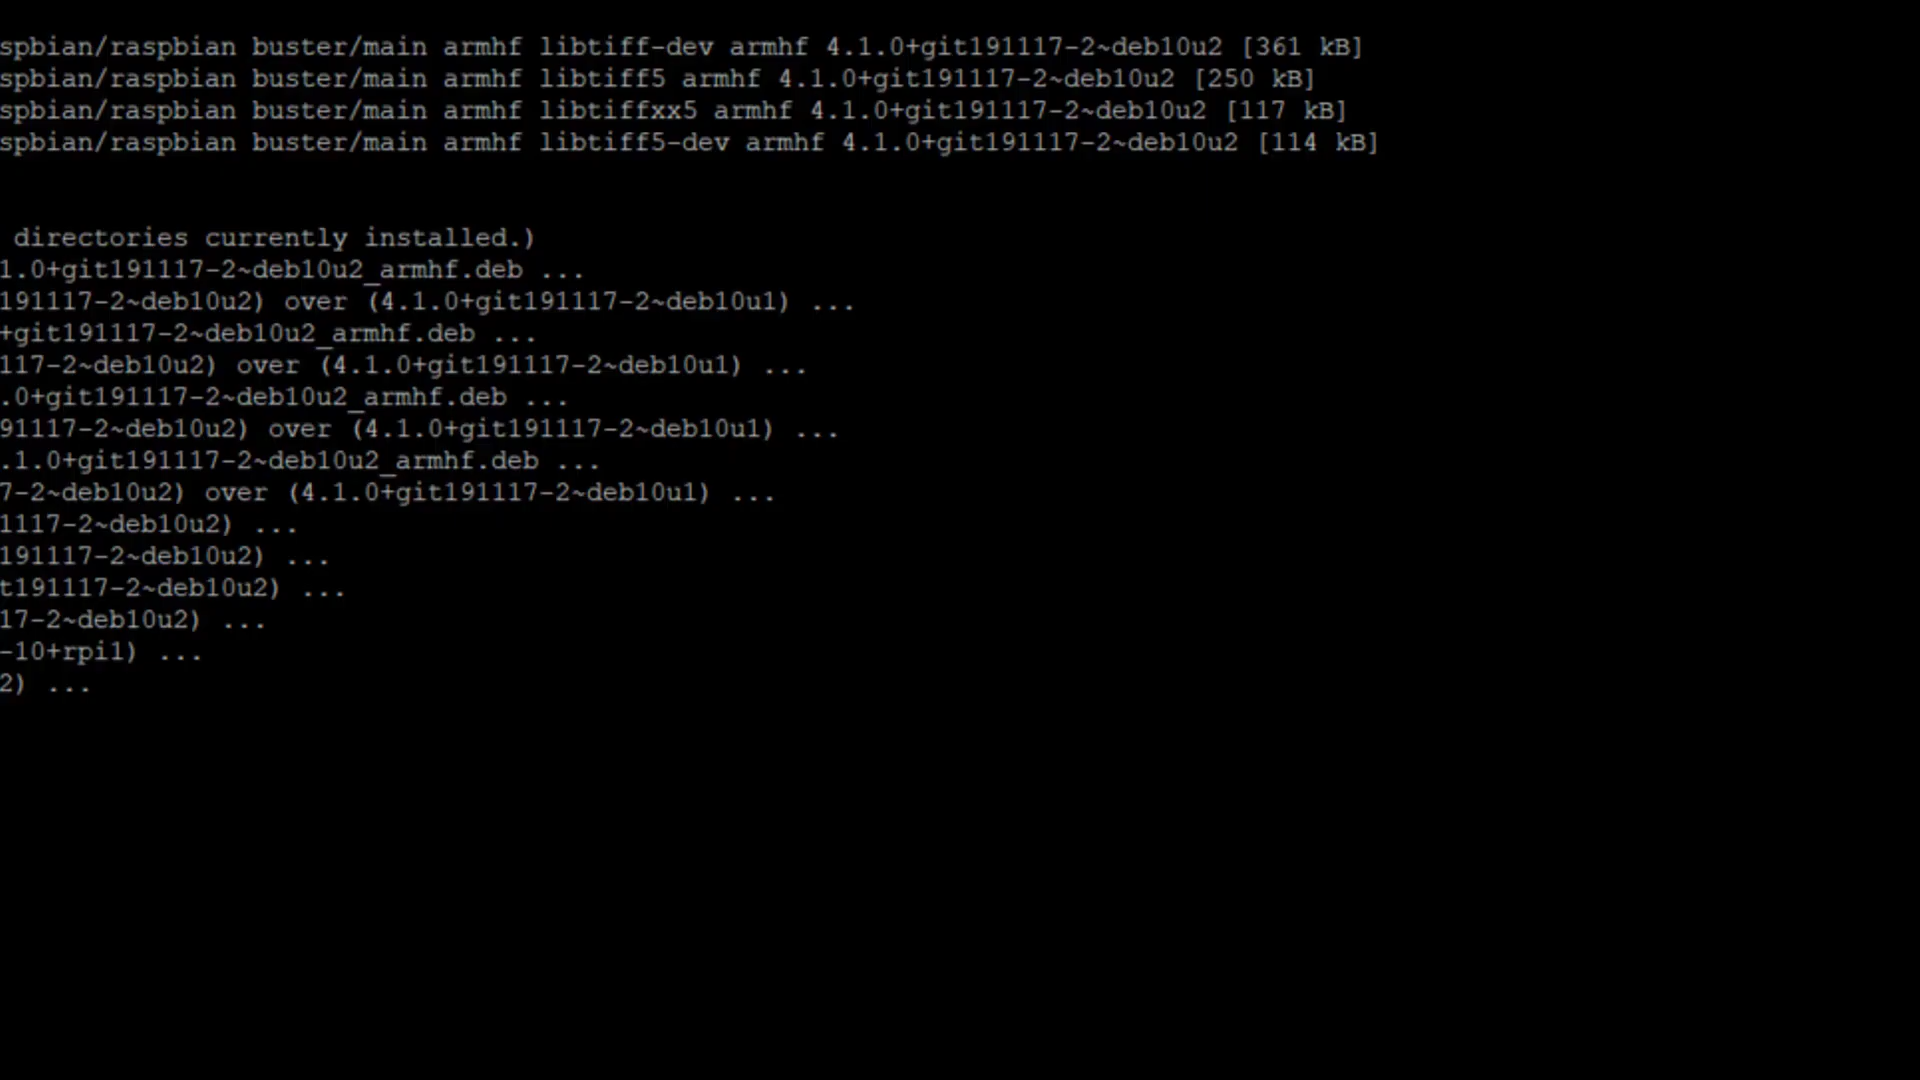 spbian/raspbian buster/main armhf libtiff-dev armhf 4.1.0+git191117-2~deb10u2 [361 kB]
spbian/raspbian buster/main armhf libtiff5 armhf 4.1.0+git191117-2~deb10u2 [250 kB]
spbian/raspbian buster/main armhf libtiffxx5 armhf 4.1.0+git191117-2~deb10u2 [117 kB]
spbian/raspbian buster/main armhf libtiff5-dev armhf 4.1.0+git191117-2~deb10u2 [114 kB]
directories currently installed.)
1.0+git191117-2~deb10u2_armhf.deb ...
191117-2~deb10u2) over (4.1.0+git191117-2~deb10u1) ...
+git191117-2~deb10u2_armhf.deb ...
117-2~deb10u2) over (4.1.0+git191117-2~deb10u1) ...
.0+git191117-2~deb10u2_armhf.deb ...
91117-2~deb10u2) over (4.1.0+git191117-2~deb10u1) ...
.1.0+git191117-2~deb10u2_armhf.deb ...
7-2~deb10u2) over (4.1.0+git191117-2~deb10u1) ...
1117-2~deb10u2) ...
191117-2~deb10u2) ...
t191117-2~deb10u2) ...
17-2~deb10u2) ...
-10+rpi1) ...
2) ...